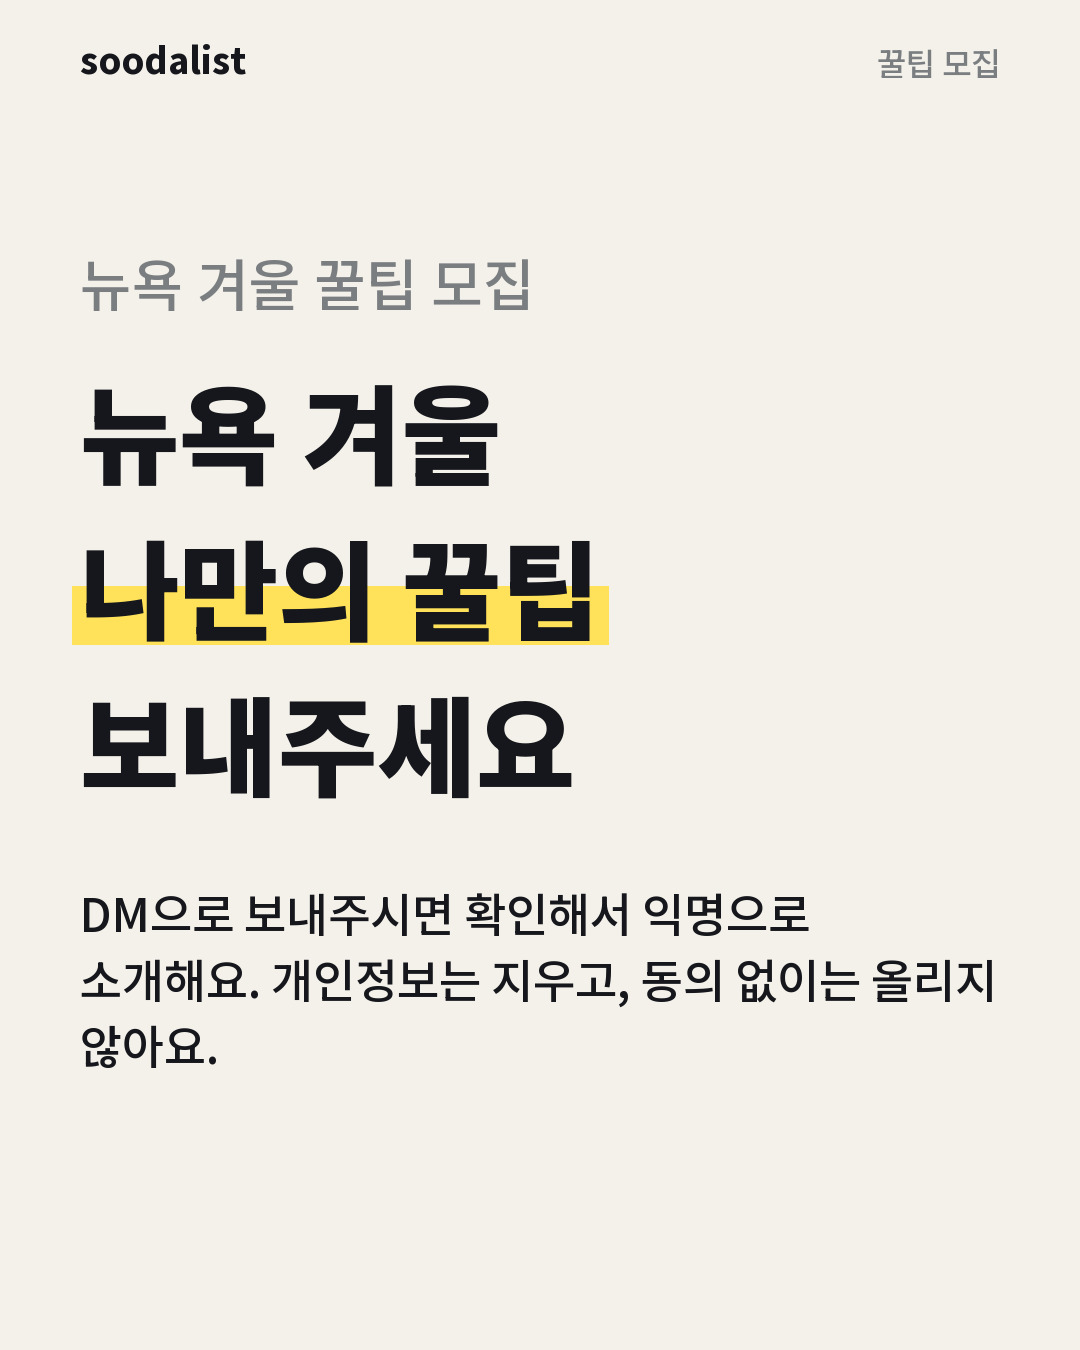 soodalist
꿀팁 모집
뉴욕 겨울 꿀팁 모집
뉴욕 겨울
나만의 꿀팁
보내주세요
DM으로 보내주시면 확인해서 익명으로
소개해요. 개인정보는 지우고, 동의 없이는 올리지
않아요.